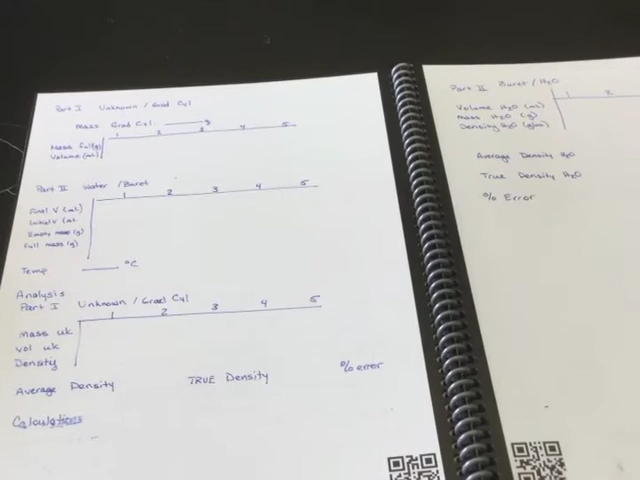 Part I Unknown / Grad Cyl
Mass Grad Cyl. ____ g
1 2 3 4 5
Mass Full(g)
Volume (mL)
Part II Water / Buret
1 2 3 4 5
Final V (mL)
Initial V (mL
Empty mass (g)
Full mass (g)
Temp ____ °C
Analysis
Part I Unknown / Grad Cyl
1 2 3 4 5
Mass uk
Vol uk
Density
Average Density TRUE Density % error
Calculations
Part II Buret / H2O
1 2
Volume H2O (mL)
Mass H2O (g)
Density H2O (g/mL)
Average Density H2O
True Density H2O
% Error